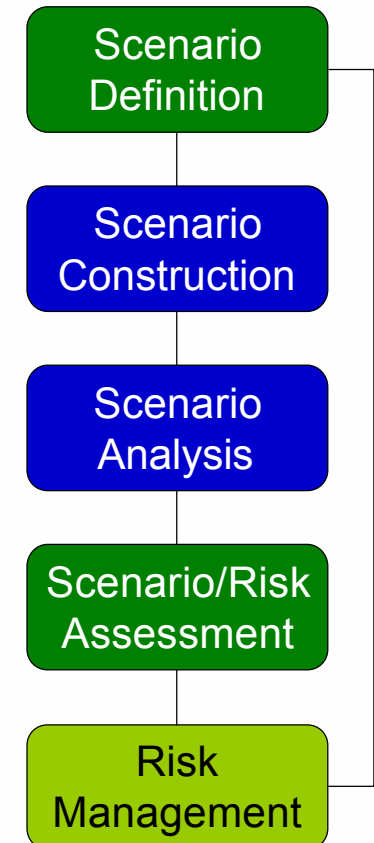 Scenario
Definition
Scenario
Construction
Scenario
Analysis
Scenario/Risk
Assessment
Risk
Management